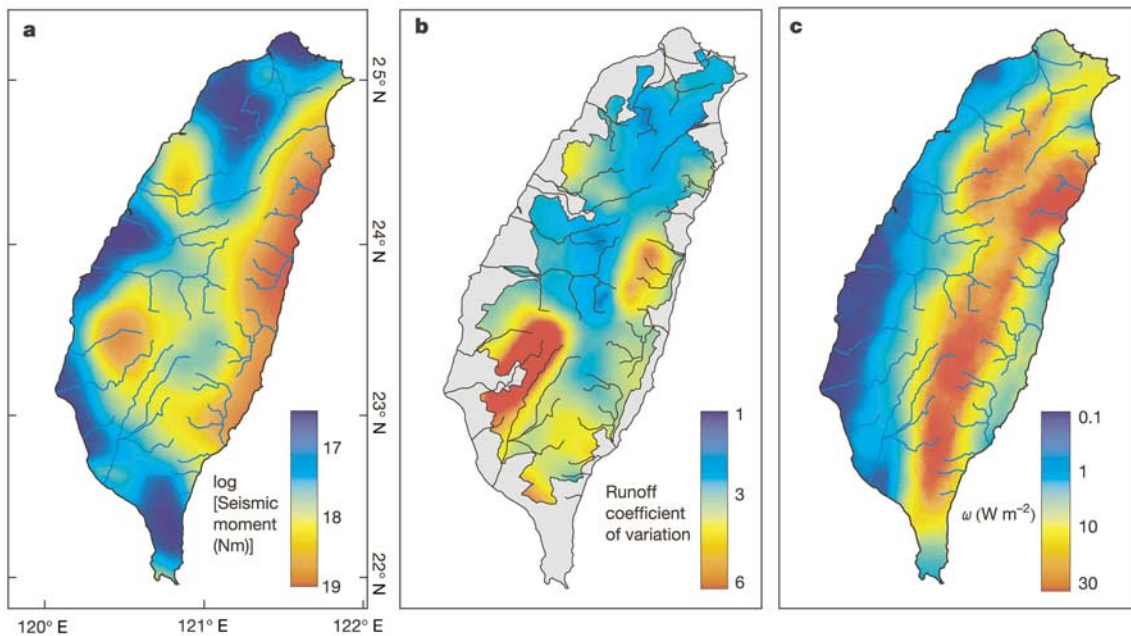 a
b
c
25° N
24° N
23° N
22° N
17
18
19
log
[Seismic
moment
(Nm)]
120° E
121° E
122° E
1
3
6
Runoff
coefficient
of variation
0.1
1
10
30
ω (W m⁻²)